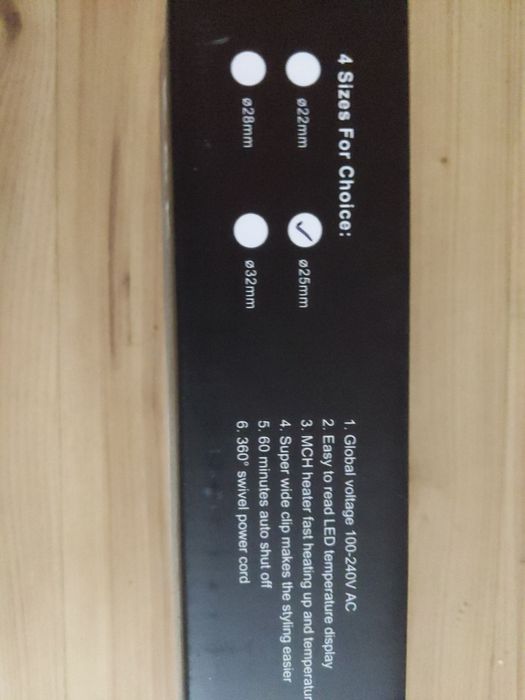 4 Sizes For Choice:
ø22mm ø25mm
ø28mm ø32mm
1. Global voltage 100-240V AC
2. Easy to read LED temperature display
3. MCH heater fast heating up and
4. Super wide clip makes the styling easier
5. 60 minutes auto shut off
6. 360° swivel power cord